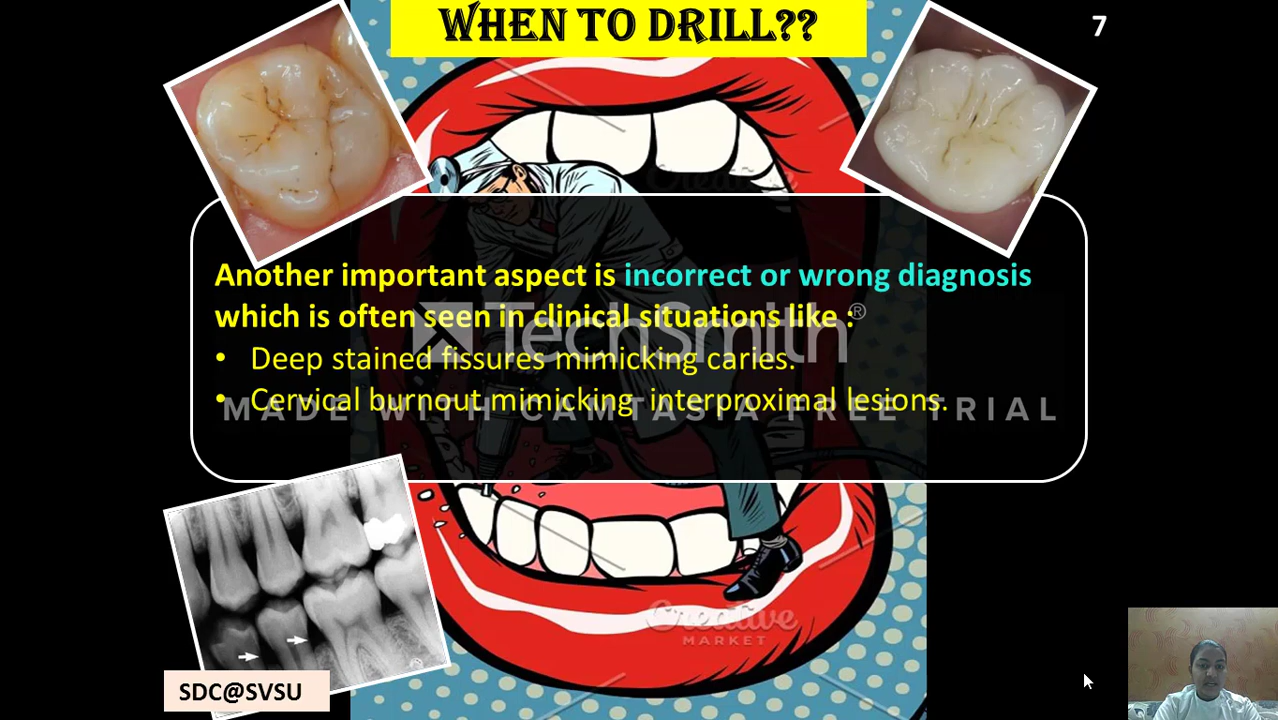 WHEN TO DRILL??
7
Another important aspect is incorrect or wrong diagnosis
which is often seen in clinical situations like :
• Deep stained fissures mimicking caries.
• Cervical burnout mimicking interproximal lesions.
TechSmith®
MADE WITH CAMTASIA FREE TRIAL
Creative
MARKET
SDC@SVSU